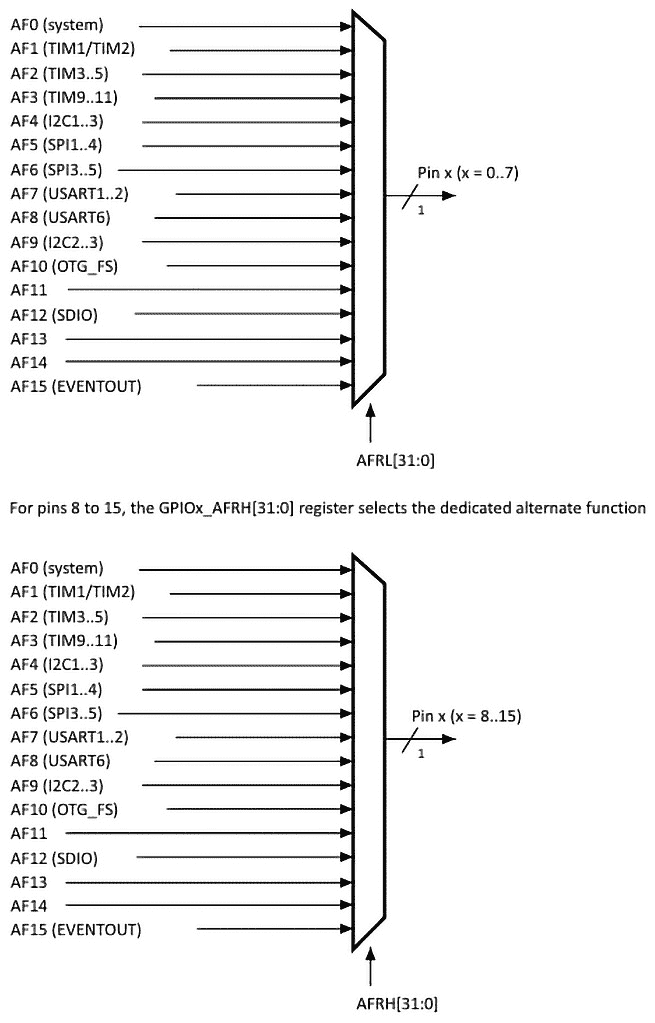 AF0 (system)
AF1 (TIM1/TIM2)
AF2 (TIM3..5)
AF3 (TIM9..11)
AF4 (I2C1..3)
AF5 (SPI1..4)
AF6 (SPI3..5)
AF7 (USART1..2)
AF8 (USART6)
AF9 (I2C2..3)
AF10 (OTG_FS)
AF11
AF12 (SDIO)
AF13
AF14
AF15 (EVENTOUT)
Pin x (x = 0..7)
1
AFRL[31:0]
For pins 8 to 15, the GPIOx_AFRH[31:0] register selects the dedicated alternate function
AF0 (system)
AF1 (TIM1/TIM2)
AF2 (TIM3..5)
AF3 (TIM9..11)
AF4 (I2C1..3)
AF5 (SPI1..4)
AF6 (SPI3..5)
AF7 (USART1..2)
AF8 (USART6)
AF9 (I2C2..3)
AF10 (OTG_FS)
AF11
AF12 (SDIO)
AF13
AF14
AF15 (EVENTOUT)
Pin x (x = 8..15)
1
AFRH[31:0]